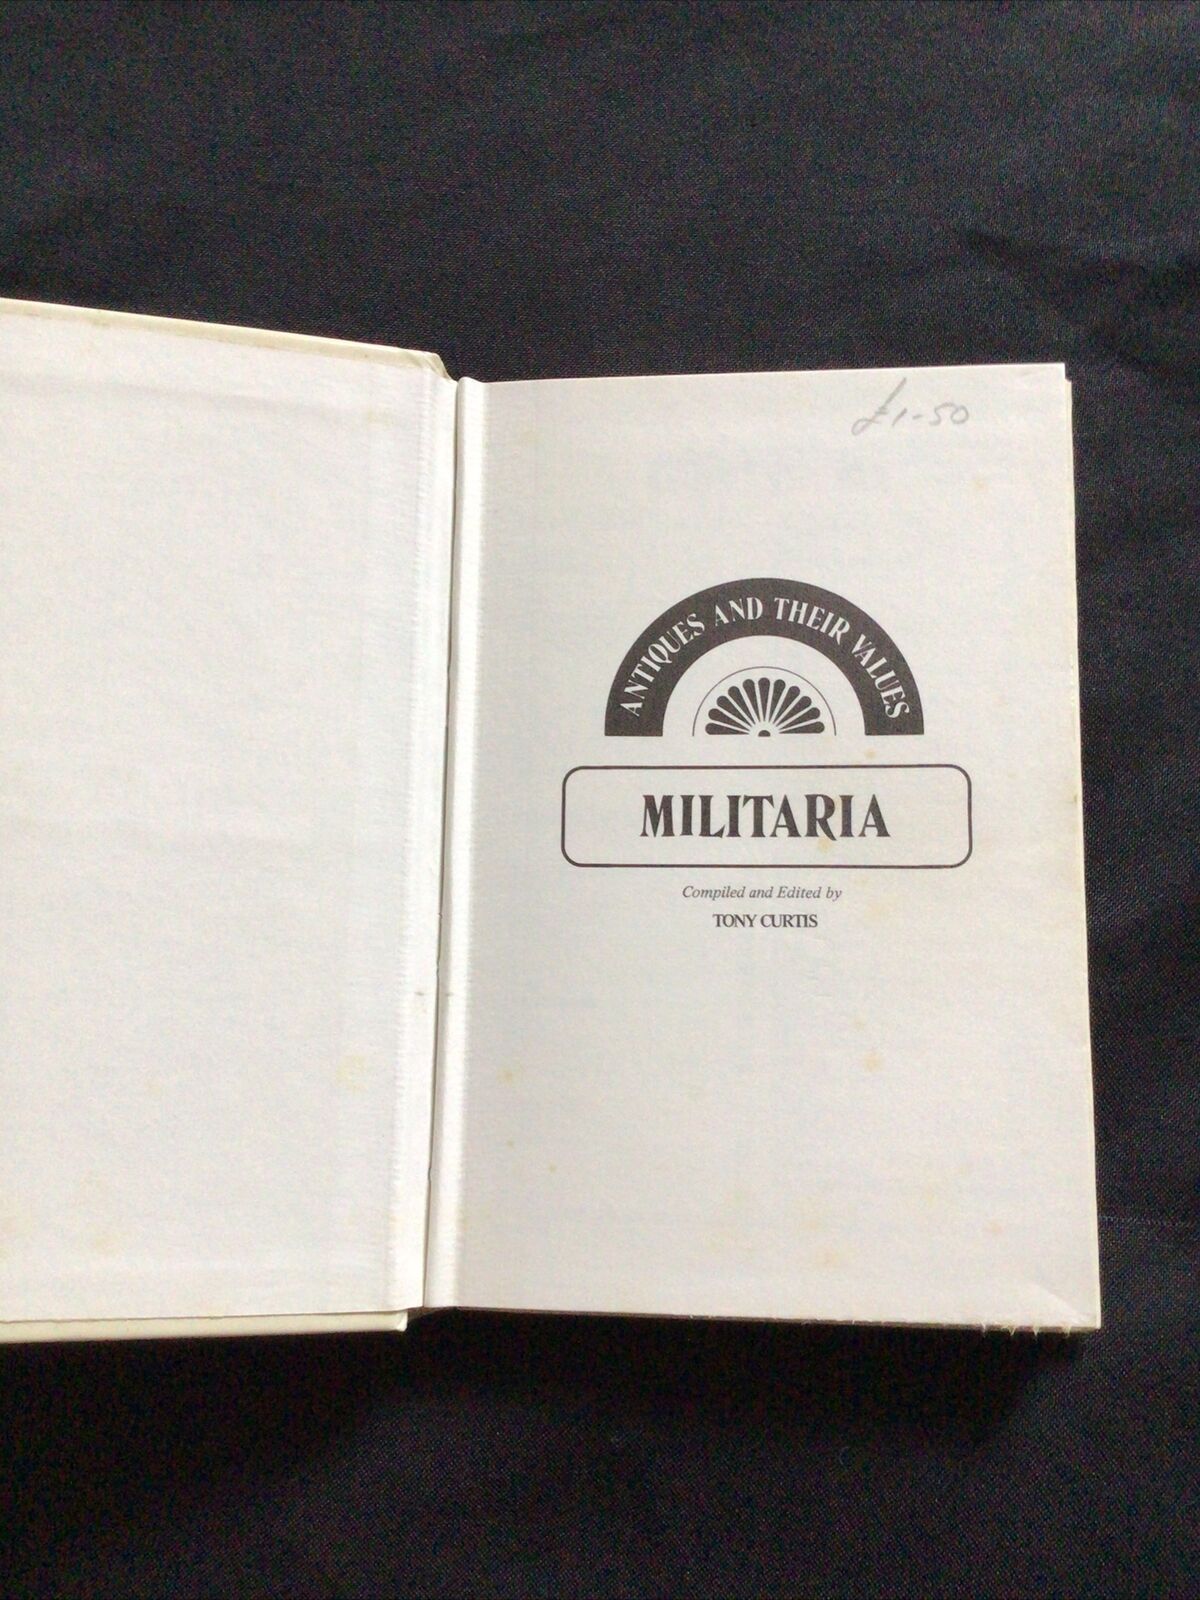 £1-50
ANTIQUES AND THEIR VALUES
MILITARIA
Compiled and Edited by
TONY CURTIS